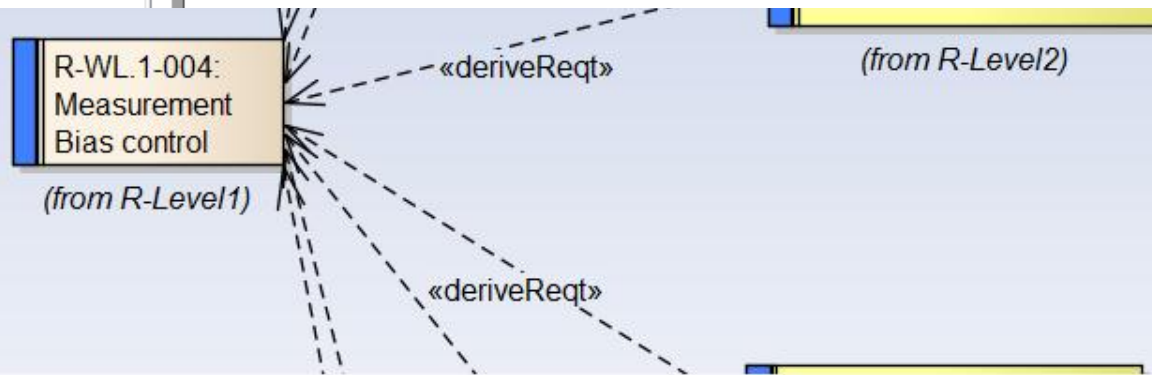 R-WL.1-004:
Measurement
Bias control
(from R-Level1)
«deriveReqt»
(from R-Level2)
«deriveReqt»